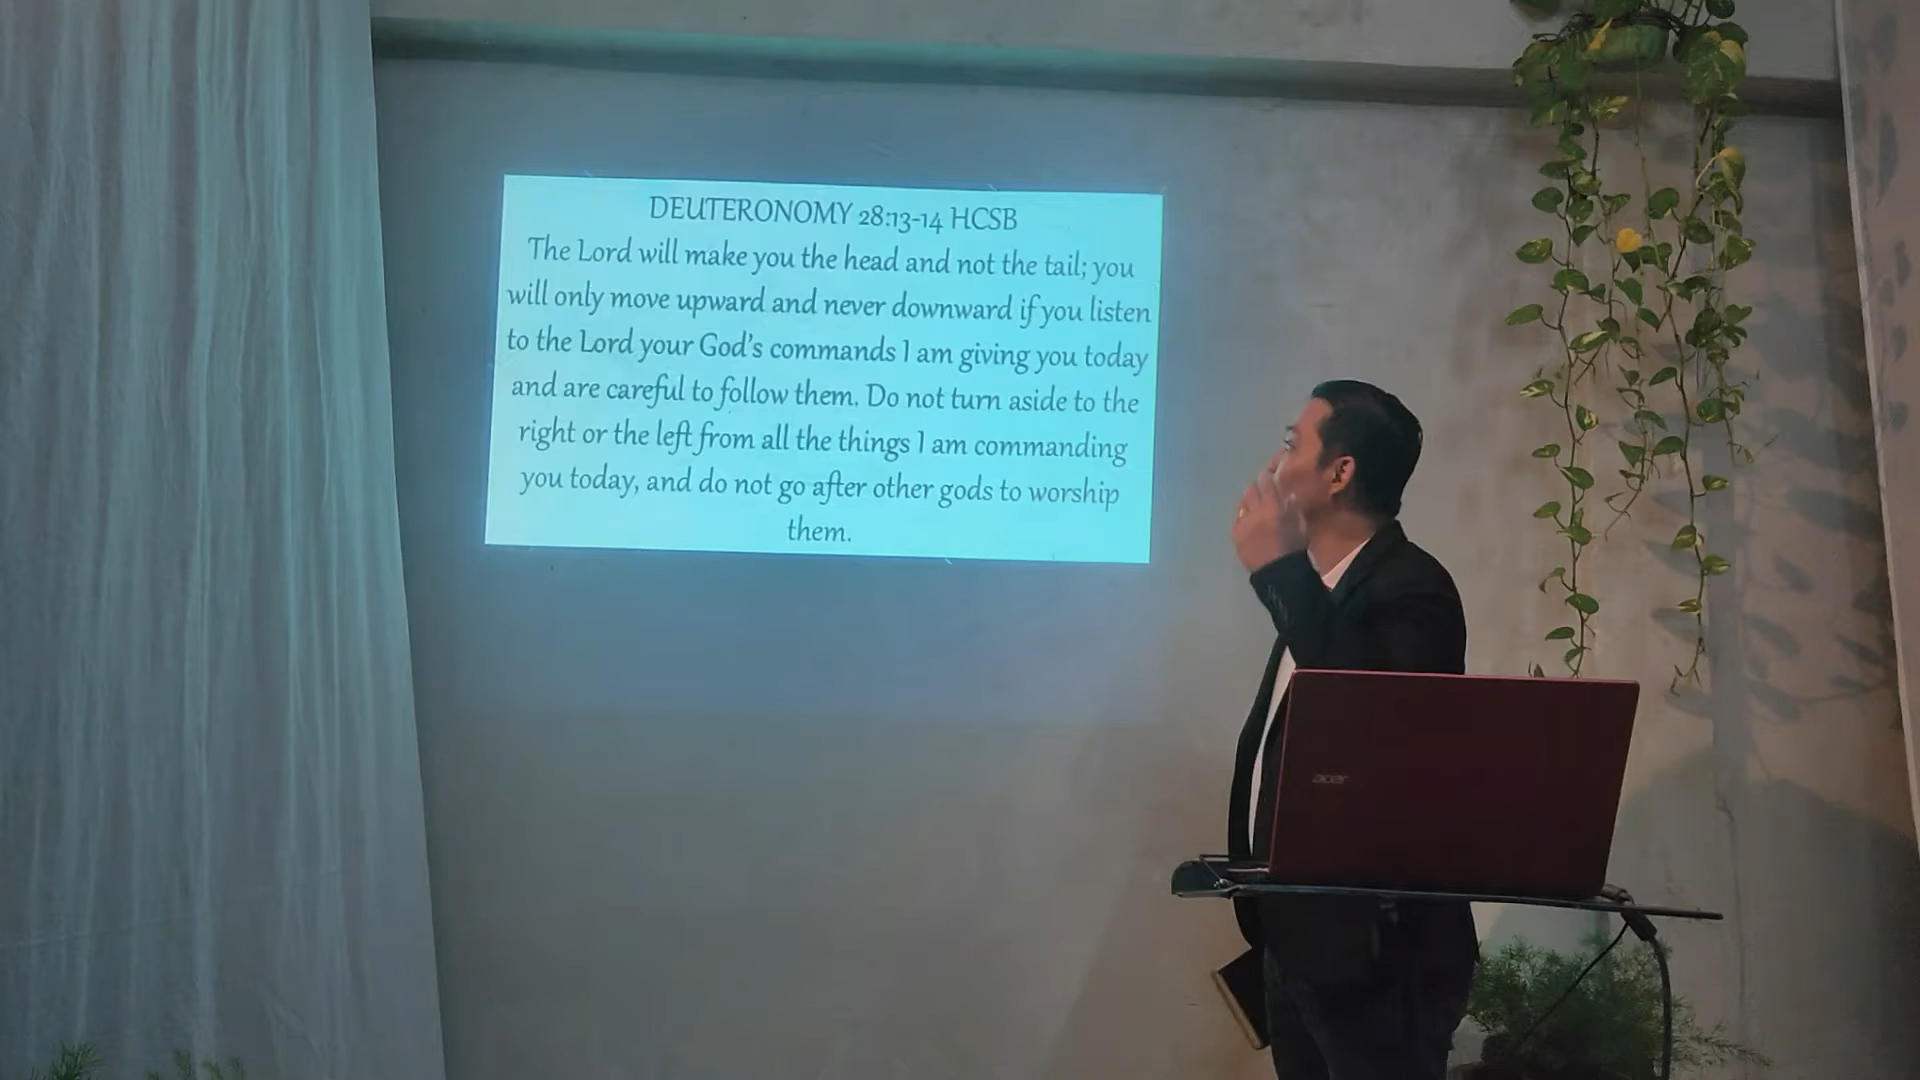 DEUTERONOMY 28:13-14 HCSB
The Lord will make you the head and not the tail; you
will only move upward and never downward if you listen
to the Lord your God's commands I am giving you today
and are careful to follow them. Do not turn aside to the
right or the left from all the things I am commanding
you today, and do not go after other gods to worship
them.
acer